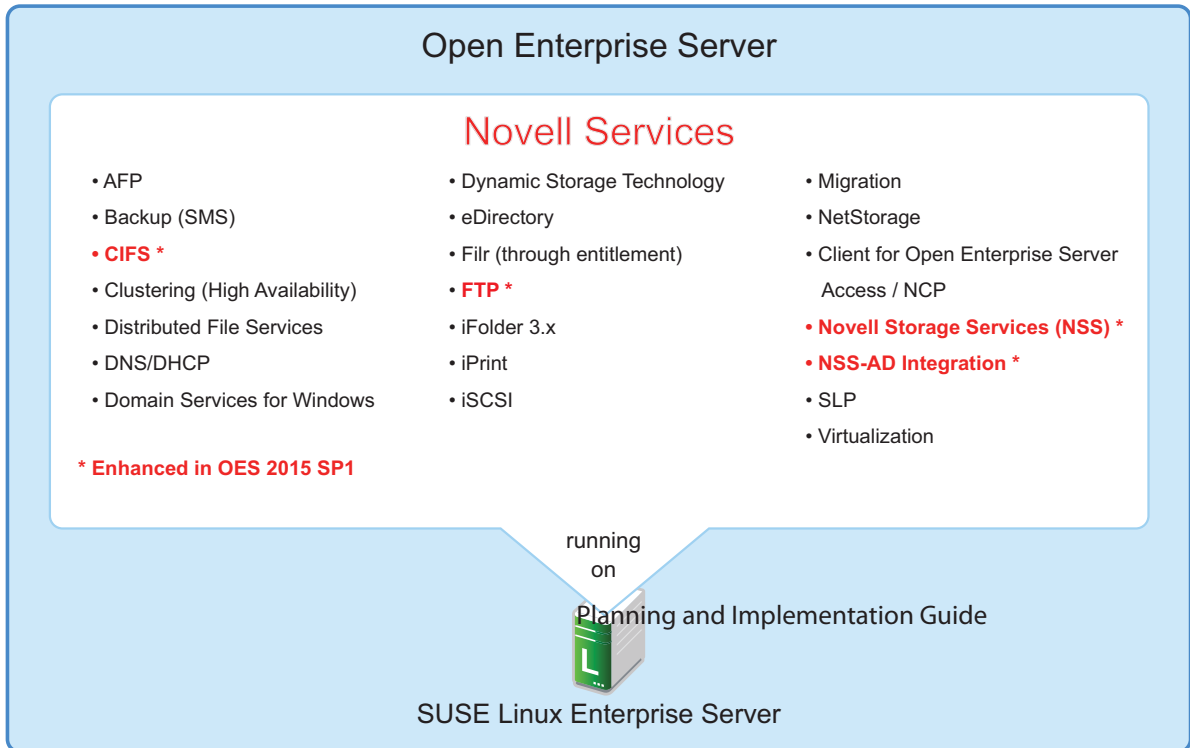 Open Enterprise Server
Novell Services
• AFP
• Backup (SMS)
• CIFS *
• Clustering (High Availability)
• Distributed File Services
• DNS/DHCP
• Domain Services for Windows
• Dynamic Storage Technology
• eDirectory
• Filr (through entitlement)
• FTP *
• iFolder 3.x
• iPrint
• iSCSI
• Migration
• NetStorage
• Client for Open Enterprise Server
Access / NCP
• Novell Storage Services (NSS) *
• NSS-AD Integration *
• SLP
• Virtualization
* Enhanced in OES 2015 SP1
running
on
Planning and Implementation Guide
L
SUSE Linux Enterprise Server